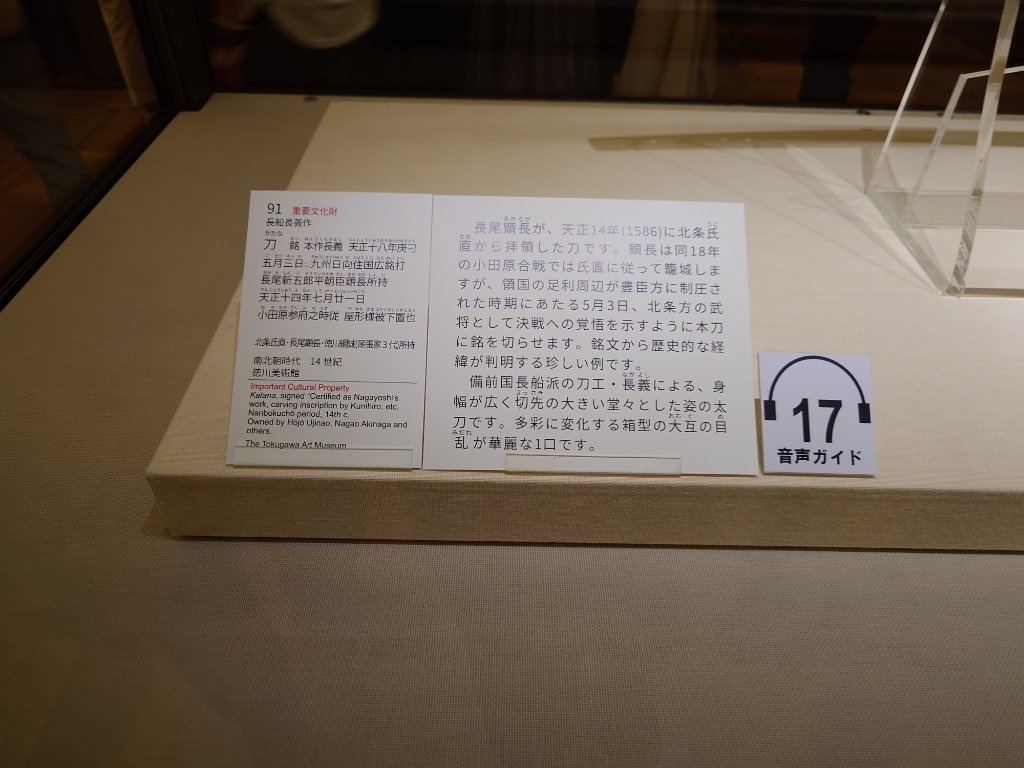 91 重要文化財
長船長義作
刀 銘 本作長義 天正十八年庚刁
五月三日ニ九州日向住国広銘打
長尾新五郎平朝臣顕長所持
天正十四年七月廿一日
小田原参府之時従 屋形様被下置也
北条氏直・長尾顕長・徳川綱誠(尾張家3代)所持
南北朝時代 14世紀
徳川美術館
Important Cultural Property
Katana, signed "Certified as Nagayoshi's
work, carving inscription by Kunihiro, etc.
Nanbokuchō period, 14th c.
Owned by Hōjō Ujinao, Nagao Akinaga and
others.
The Tokugawa Art Museum
長尾顕長が、天正14年(1586)に北条氏
直から拝領した刀です。顕長は同18年
の小田原合戦では氏直に従って籠城しま
すが、領国の足利周辺が豊臣方に制圧さ
れた時期にあたる5月3日、北条方の武
将として決戦への覚悟を示すように本刀
に銘を切らせます。銘文から歴史的な経
緯が判明する珍しい例です。
備前国長船派の刀工・長義による、身
幅が広く切先の大きい堂々とした姿の太
刀です。多彩に変化する箱型の大互の目
乱が華麗な1口です。
17
音声ガイド